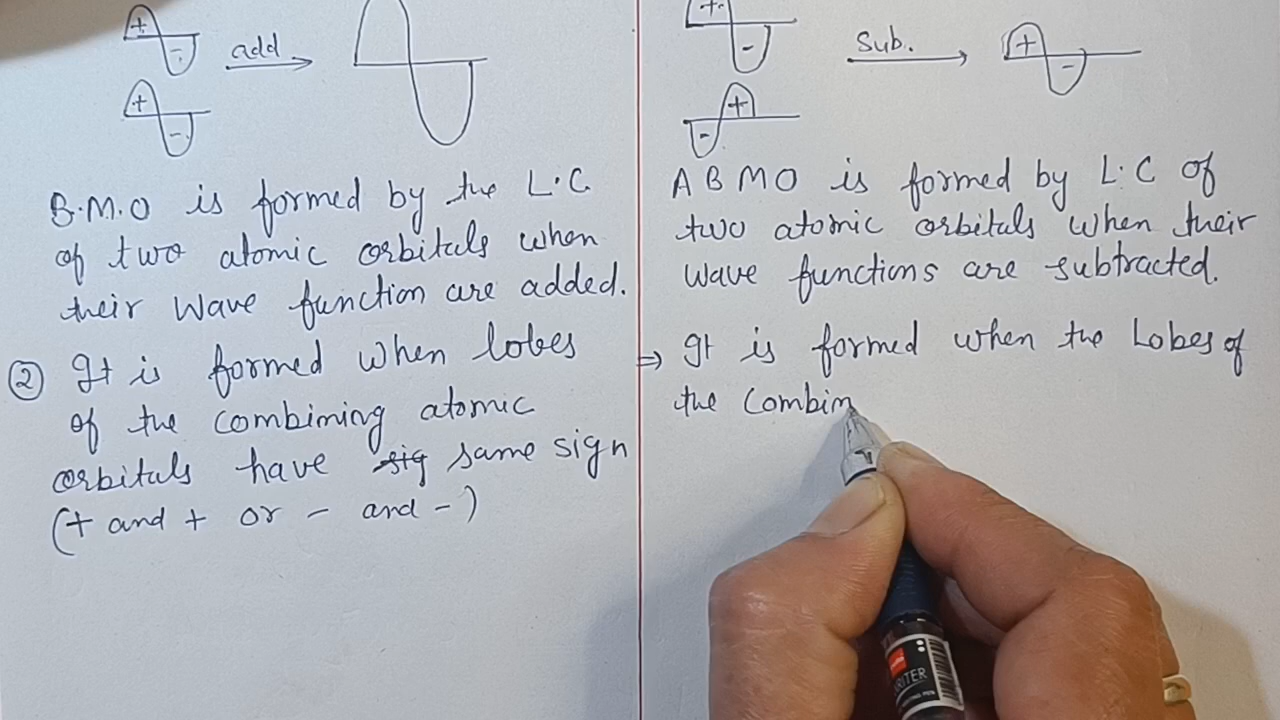 +
-
add
+
-
B.M.O is formed by the L.C.
of two atomic orbitals when
their wave function are added.
② It is formed when lobes
of the combining atomic
orbitals have sig same sign
(+ and + or - and -)
+
-
Sub.
+
-
+
-
A B M O is formed by L.C of
two atomic orbitals when their
wave functions are subtracted.
⇒ It is formed when the Lobes of
the Combin